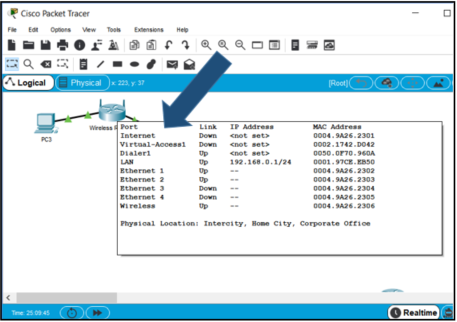 Cisco Packet Tracer
File Edit Options View Tools Extensions Help
Logical Physical x: 223, y: 37 [Root]
PC3
Wireless R
Port Link IP Address MAC Address
Internet Down <not set> 0004.9A26.2301
Virtual-Access1 Down <not set> 0002.1742.D042
Dialer1 Up <not set> 0050.0F70.960A
LAN Up 192.168.0.1/24 0001.97CE.EB50
Ethernet 1 Up -- 0004.9A26.2302
Ethernet 2 Up -- 0004.9A26.2303
Ethernet 3 Down -- 0004.9A26.2304
Ethernet 4 Down -- 0004.9A26.2305
Wireless Up -- 0004.9A26.2306
Physical Location: Intercity, Home City, Corporate Office
Time: 25:09:45 Realtime